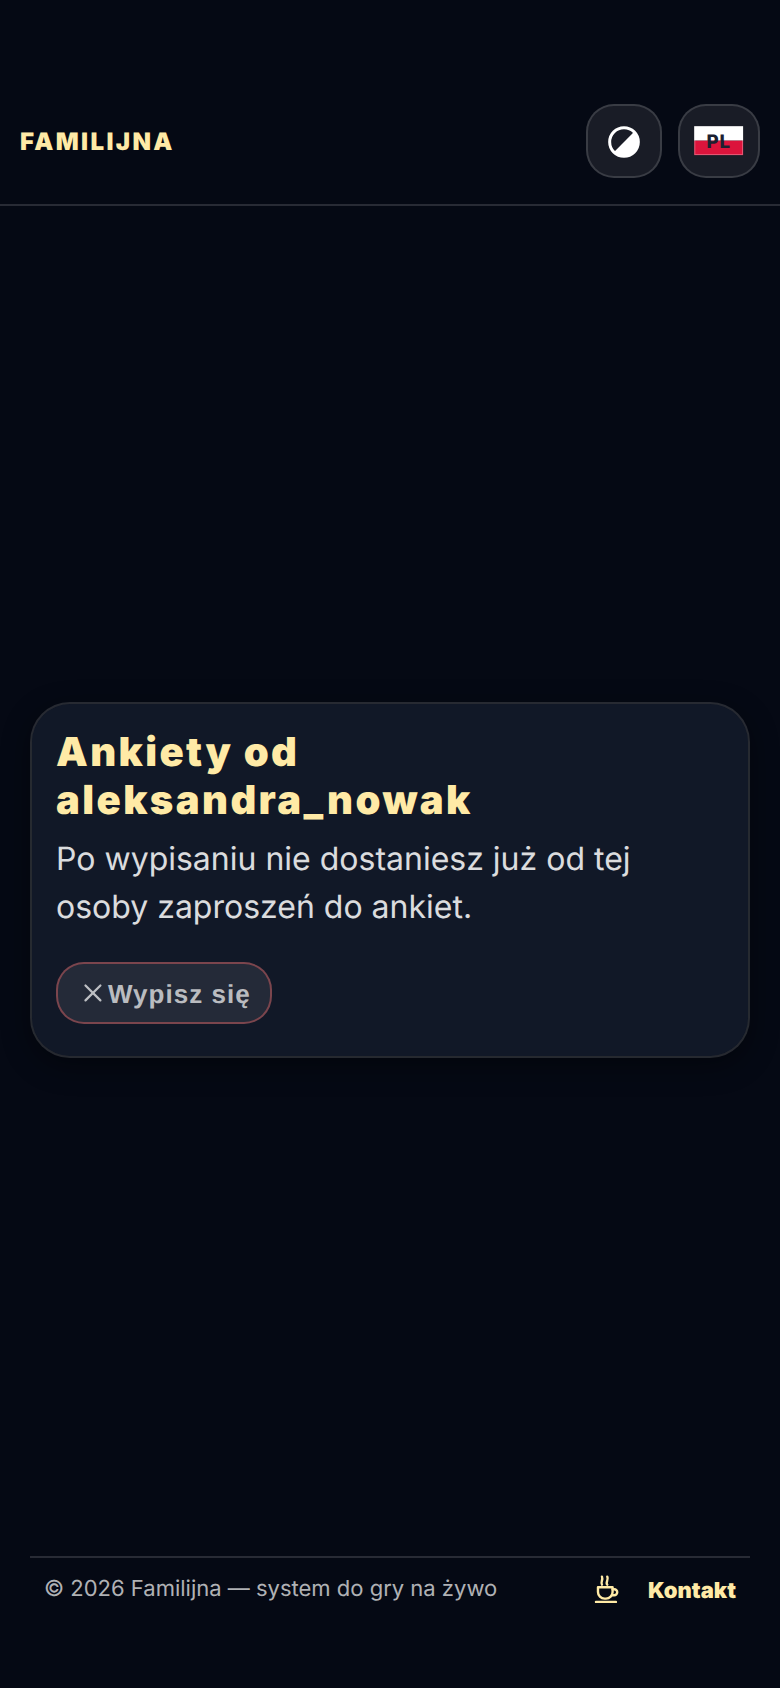 FAMILIJNA
PL
Ankiety od
aleksandra_nowak
Po wypisaniu nie dostaniesz już od tej
osoby zaproszeń do ankiet.
Wypisz się
© 2026 Familijna — system do gry na żywo
Kontakt